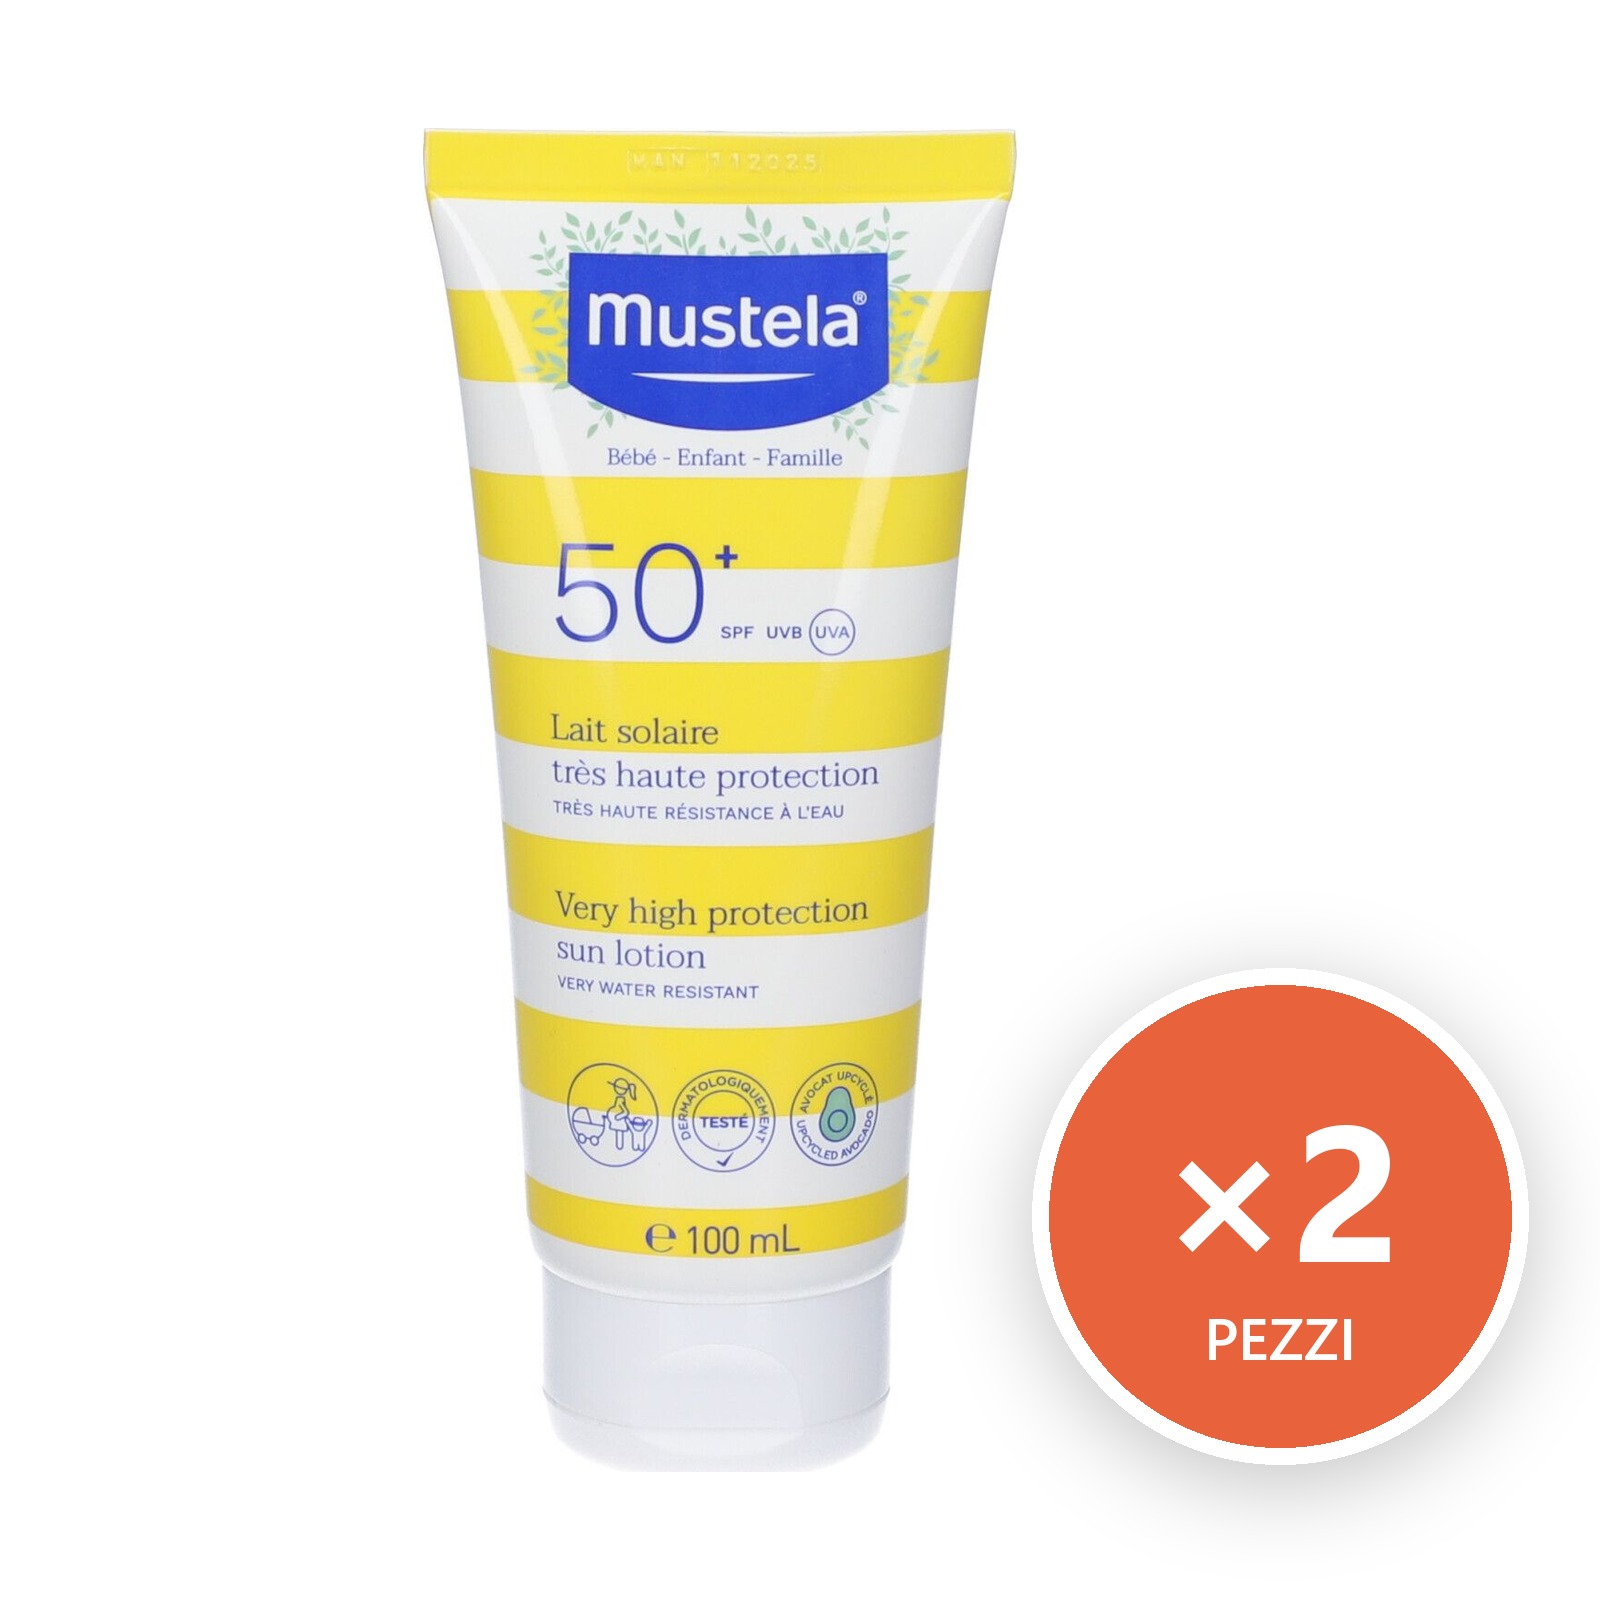 mustela®
Bébé - Enfant - Famille
50+
SPF UVB UVA
Lait solaire
très haute protection
TRÈS HAUTE RÉSISTANCE À L'EAU
Very high protection
sun lotion
VERY WATER RESISTANT
DERMATOLOGIQUEMENT
TESTÉ
AVOCAT UPCYCLÉ
UPCYCLED AVOCADO
e 100 mL
×2
PEZZI